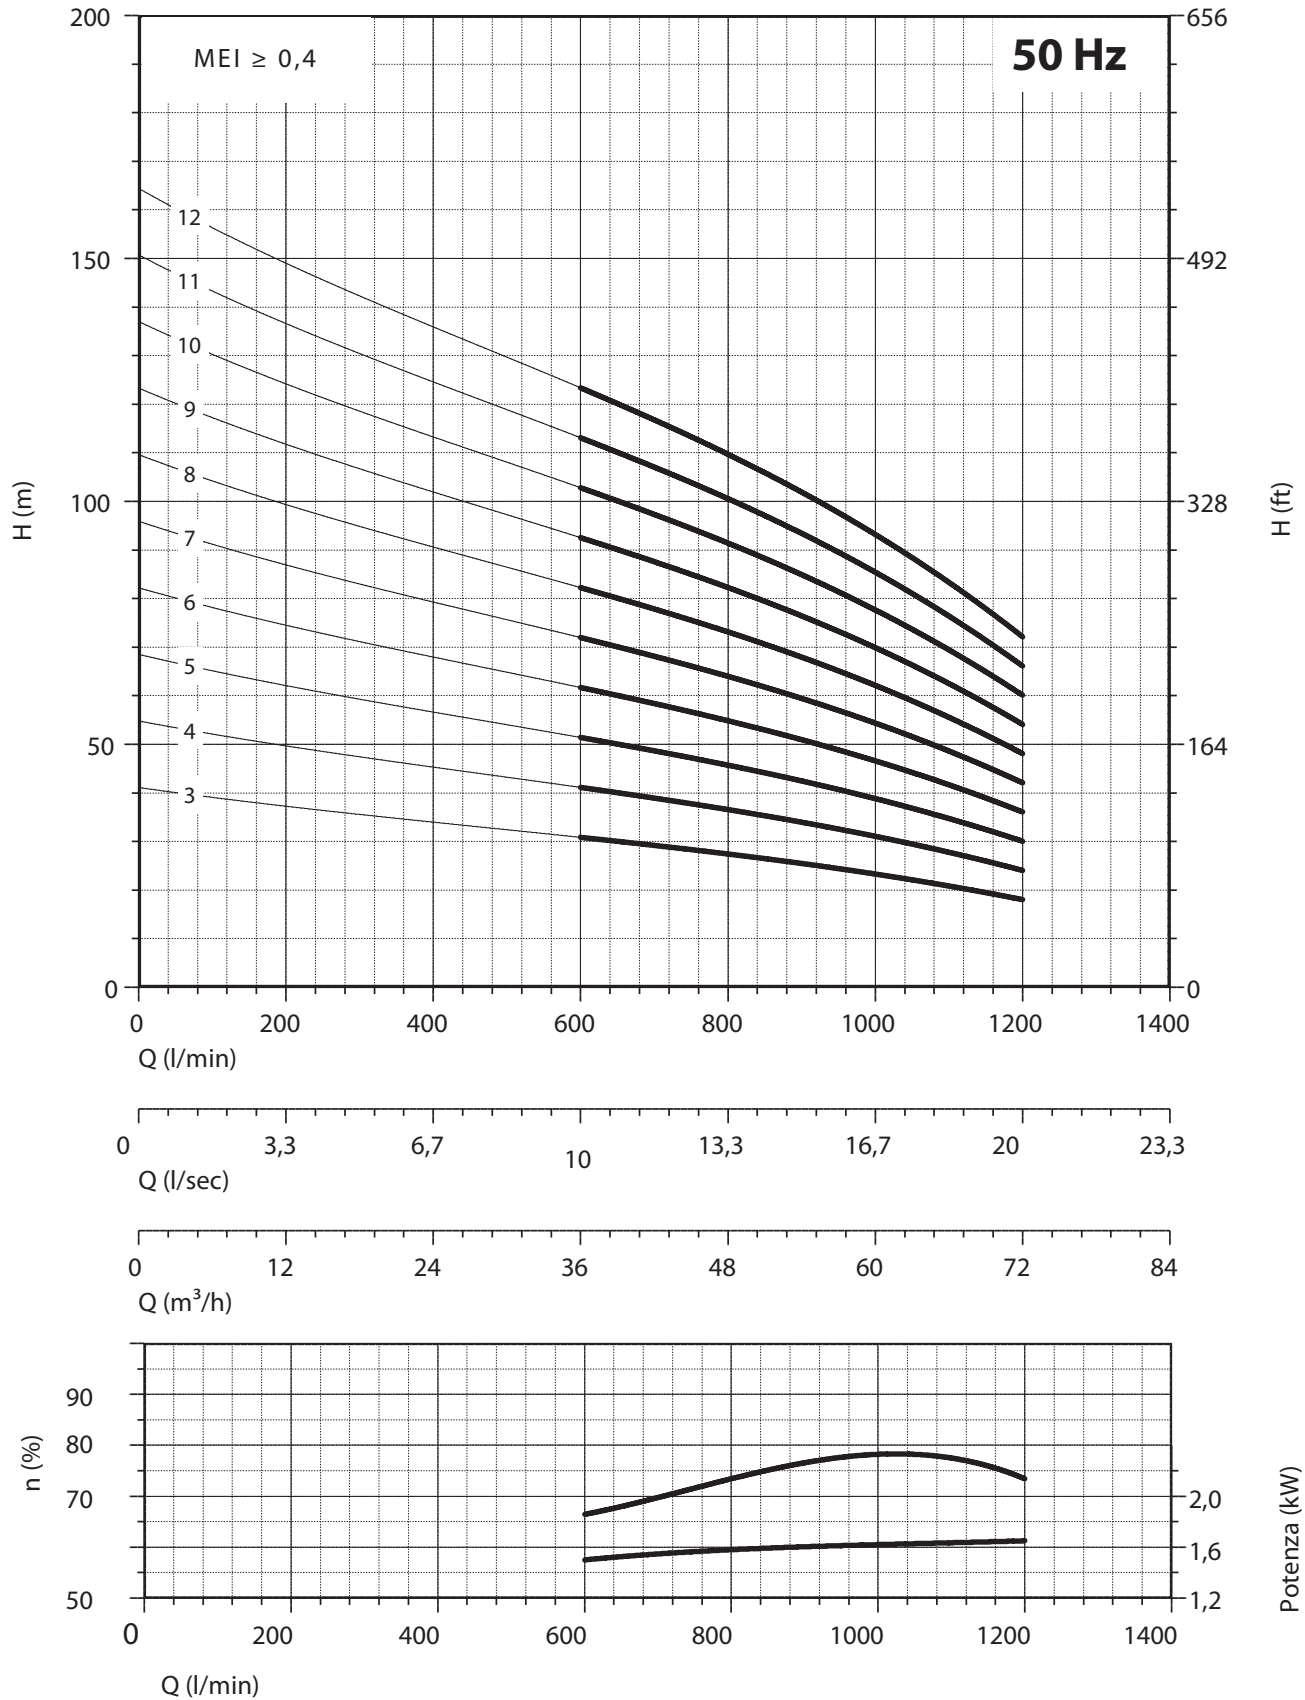 200
656
MEI ≥ 0,4
50 Hz
12
150
492
11
10
9
8
100
328
H (m)
H (ft)
7
6
5
4
50
164
3
0
0
0 200 400 600 800 1000 1200 1400
Q (l/min)
0 3,3 6,7 10 13,3 16,7 20 23,3
Q (l/sec)
0 12 24 36 48 60 72 84
Q (m³/h)
90
80
70
50
n (%)
2,0
1,6
1,2
Potenza (kW)
0 200 400 600 800 1000 1200 1400
Q (l/min)